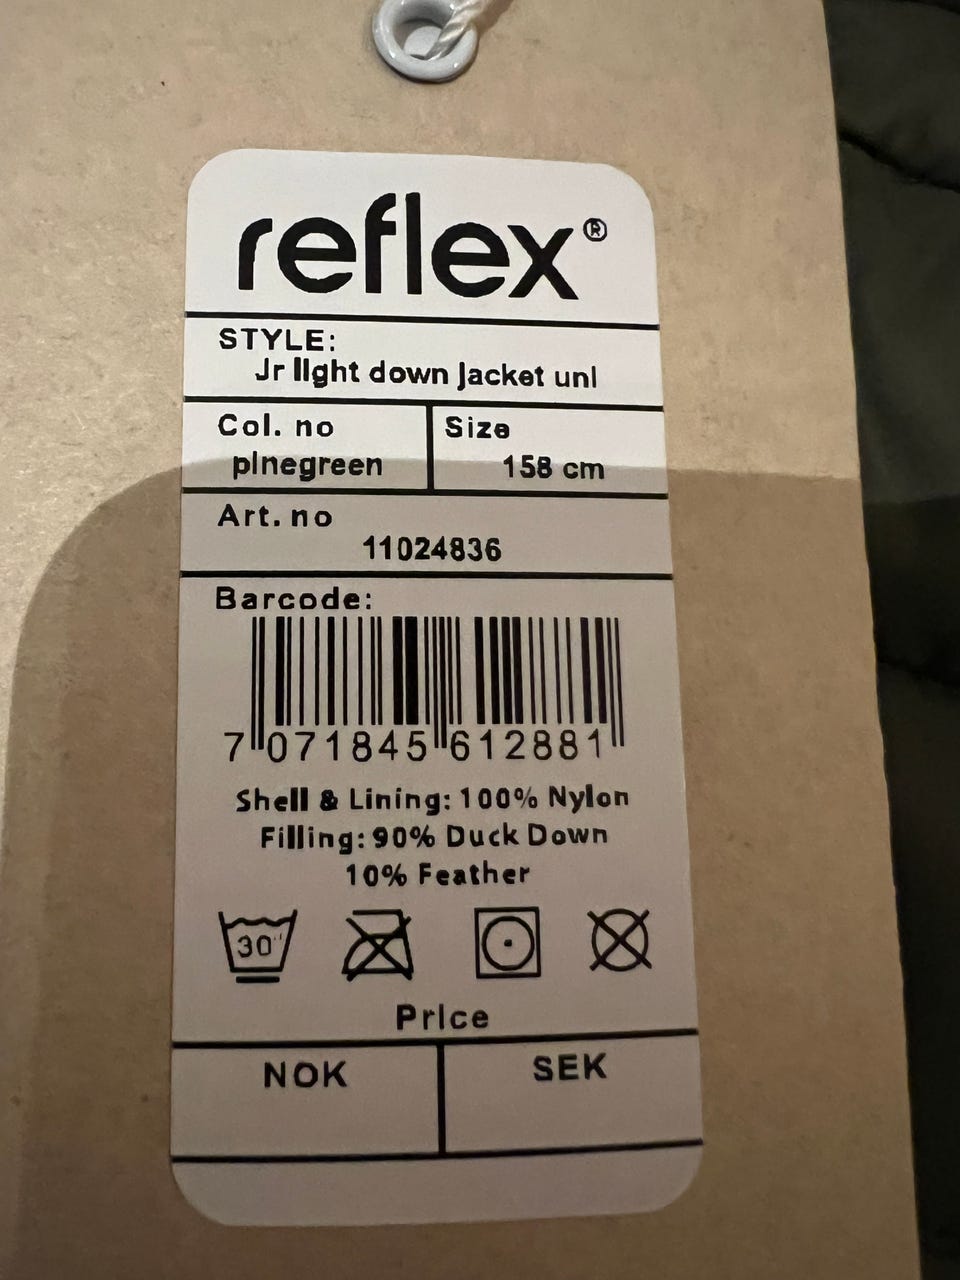 reflex®
STYLE:
Jr light down jacket uni
Col. no
Size
pinegreen
158 cm
Art. no
11024836
Barcode:
7 071845 612881
Shell & Lining: 100% Nylon
Filling: 90% Duck Down
10% Feather
30°
Price
NOK
SEK